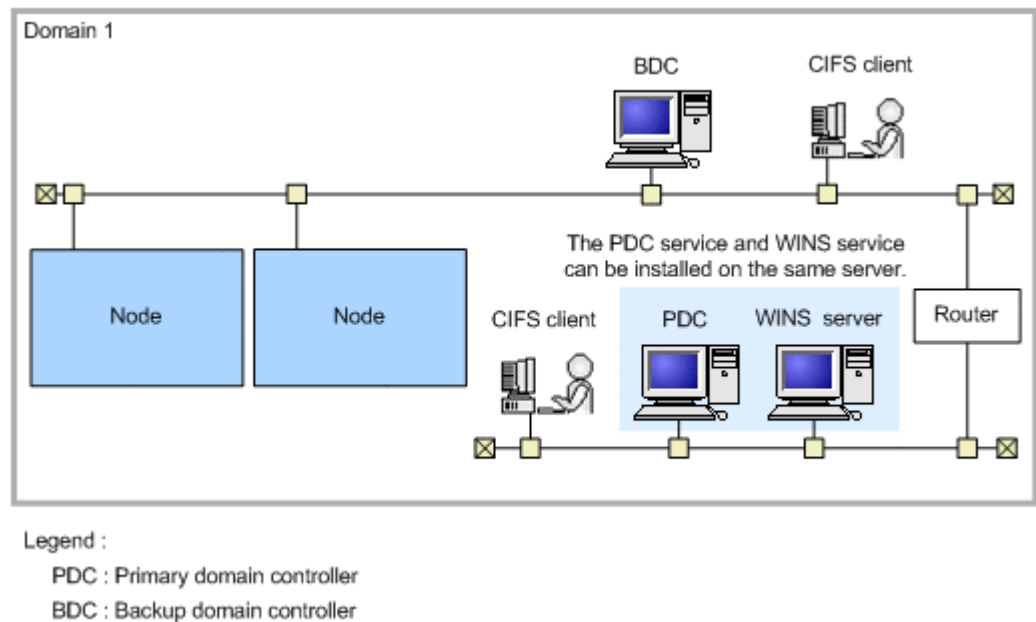 Domain 1
BDC
CIFS client
The PDC service and WINS service
can be installed on the same server.
Node
Node
CIFS client
PDC
WINS server
Router
Legend :
PDC : Primary domain controller
BDC : Backup domain controller